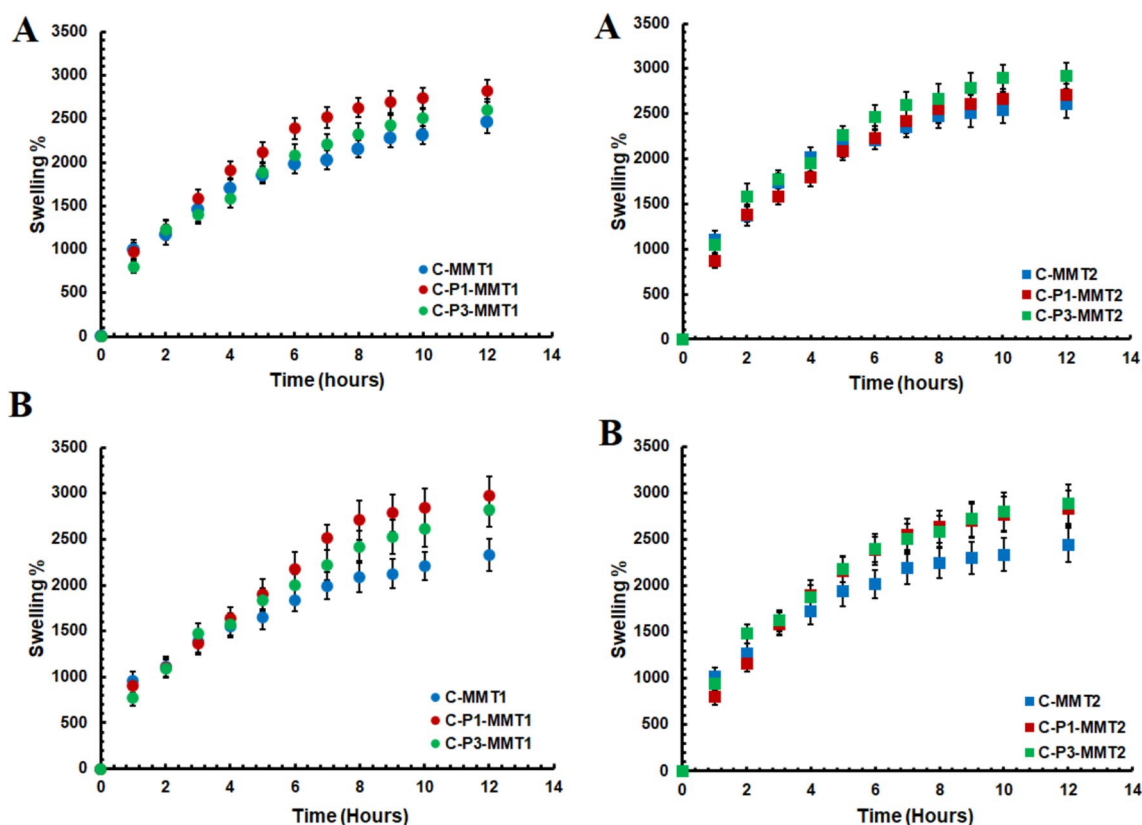 A
Swelling %
3500
3000
2500
2000
1500
1000
500
0
0 2 4 6 8 10 12 14
Time (hours)
C-MMT1
C-P1-MMT1
C-P3-MMT1
A
Swelling %
3500
3000
2500
2000
1500
1000
500
0
0 2 4 6 8 10 12 14
Time (hours)
C-MMT2
C-P1-MMT2
C-P3-MMT2
B
Swelling %
3500
3000
2500
2000
1500
1000
500
0
0 2 4 6 8 10 12 14
Time (Hours)
C-MMT1
C-P1-MMT1
C-P3-MMT1
B
Swelling %
3500
3000
2500
2000
1500
1000
500
0
0 2 4 6 8 10 12 14
Time (Hours)
C-MMT2
C-P1-MMT2
C-P3-MMT2